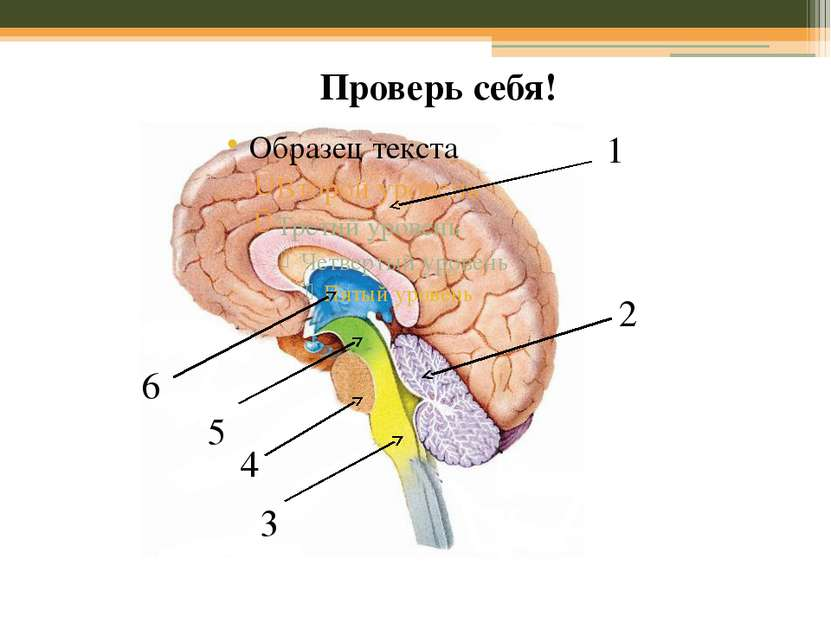 Проверь себя!
Образец текста
Второй уровень
Третий уровень
Четвертый уровень
Пятый уровень
1
2
6
5
4
3